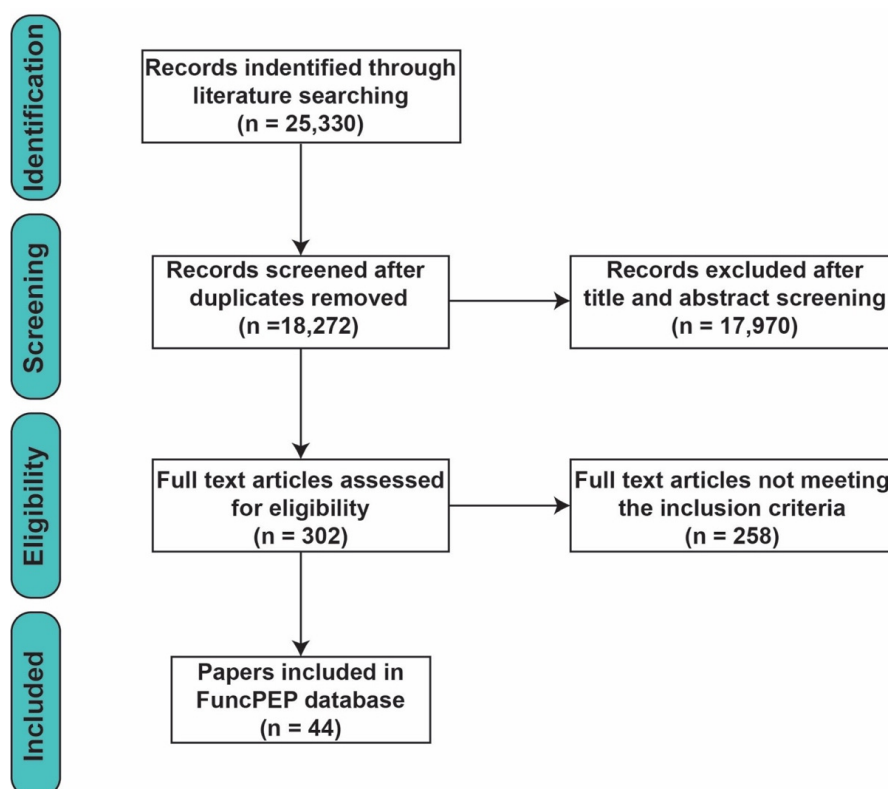 Identification
Records indentified through
literature searching
(n = 25,330)
Screening
Records screened after
duplicates removed
(n =18,272)
Records excluded after
title and abstract screening
(n = 17,970)
Eligibility
Full text articles assessed
for eligibility
(n = 302)
Full text articles not meeting
the inclusion criteria
(n = 258)
Included
Papers included in
FuncPEP database
(n = 44)